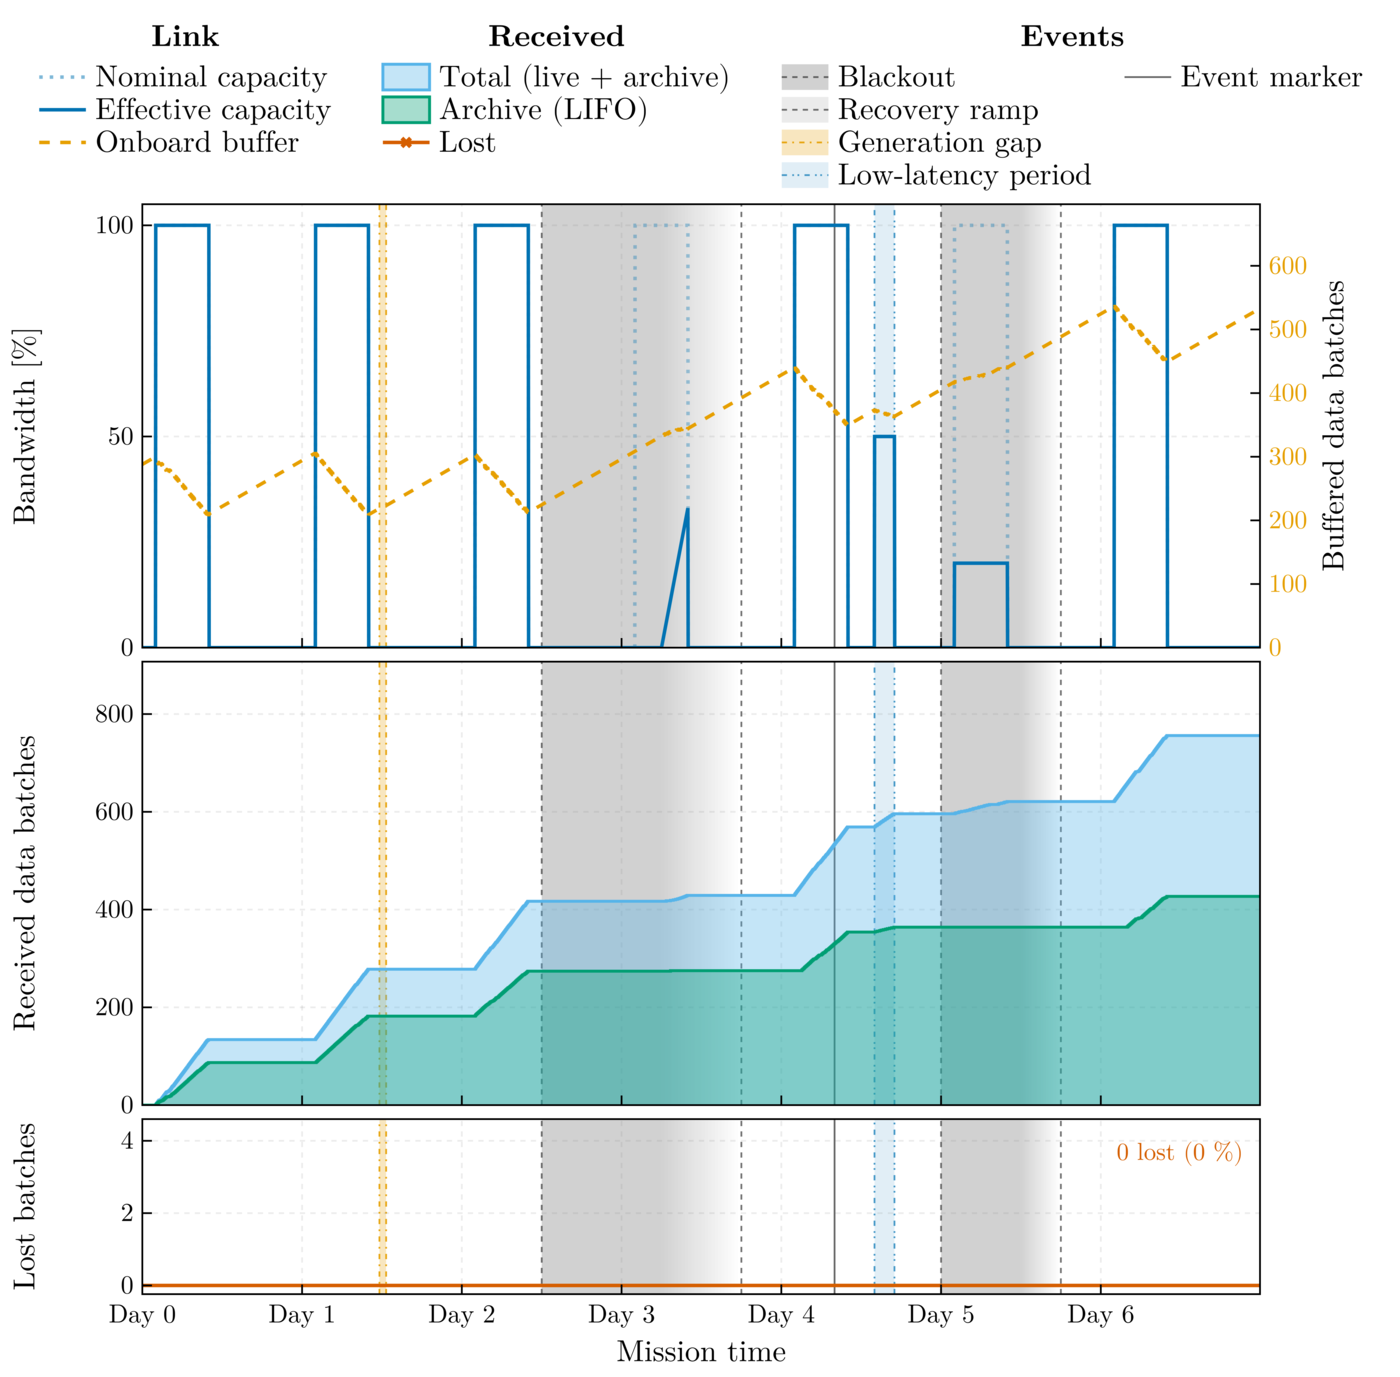 Link
Nominal capacity
Effective capacity
Onboard buffer
Received
Total (live + archive)
Archive (LIFO)
Lost
Events
Blackout
Recovery ramp
Generation gap
Low-latency period
Event marker
Bandwidth [%]
100
50
0
600
500
400
300
200
100
0
Buffered data batches
Received data batches
800
600
400
200
0
Lost batches
4
2
0
0 lost (0 %)
Day 0 Day 1 Day 2 Day 3 Day 4 Day 5 Day 6
Mission time